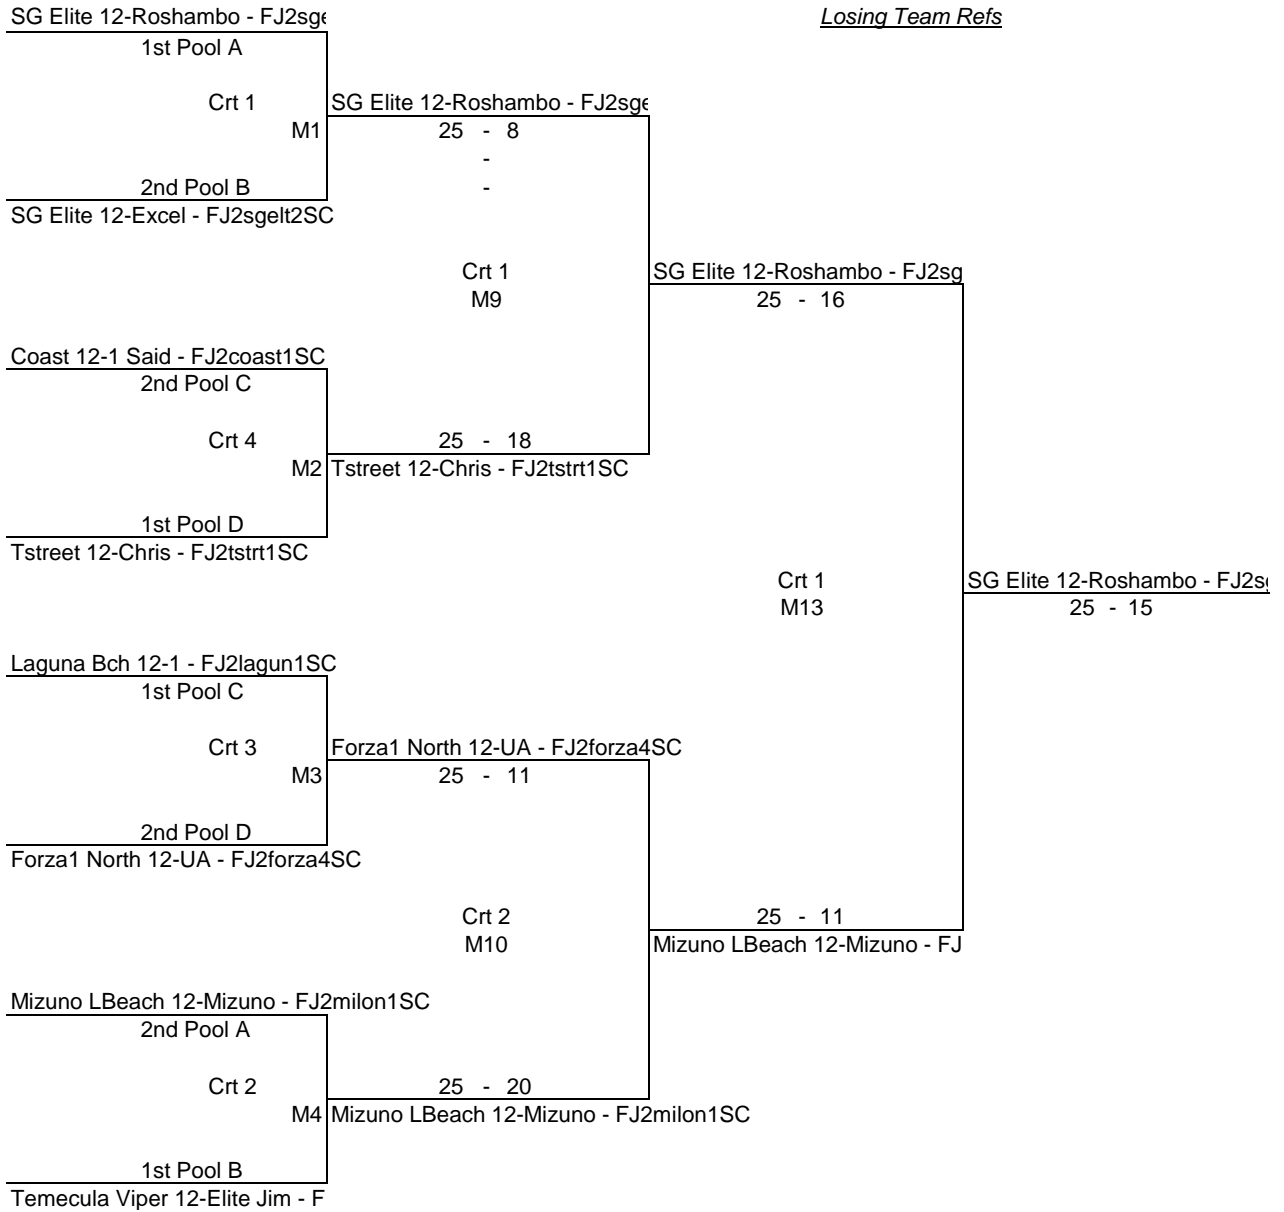 SG Elite 12-Roshambo - FJ2sge
Losing Team Refs
1st Pool A
Crt 1
SG Elite 12-Roshambo - FJ2sge
M1
25 - 8
-
2nd Pool B
-
SG Elite 12-Excel - FJ2sgelt2SC
Crt 1
SG Elite 12-Roshambo - FJ2sg
M9
25 - 16
Coast 12-1 Said - FJ2coast1SC
2nd Pool C
Crt 4
25 - 18
M2
Tstreet 12-Chris - FJ2tstrt1SC
1st Pool D
Tstreet 12-Chris - FJ2tstrt1SC
Crt 1
SG Elite 12-Roshambo - FJ2s
M13
25 - 15
Laguna Bch 12-1 - FJ2lagun1SC
1st Pool C
Crt 3
Forza1 North 12-UA - FJ2forza4SC
M3
25 - 11
2nd Pool D
Forza1 North 12-UA - FJ2forza4SC
Crt 2
25 - 11
M10
Mizuno LBeach 12-Mizuno - FJ
Mizuno LBeach 12-Mizuno - FJ2milon1SC
2nd Pool A
Crt 2
25 - 20
M4
Mizuno LBeach 12-Mizuno - FJ2milon1SC
1st Pool B
Temecula Viper 12-Elite Jim - F